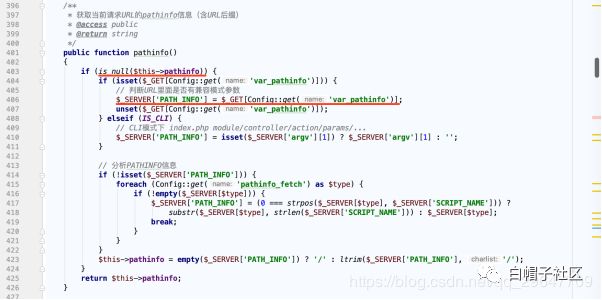 396 /**
397 * 获取当前请求URL的pathinfo信息（含URL后缀）
398 * @access public
399 * @return string
400 */
401 public function pathinfo()
402 {
403 if (is_null($this->pathinfo)) {
404 if (isset($_GET[Config::get( name: 'var_pathinfo')])) {
405 // 判断URL里面是否有兼容模式参数
406 $_SERVER['PATH_INFO'] = $_GET[Config::get( name: 'var_pathinfo')];
407 unset($_GET[Config::get( name: 'var_pathinfo')]);
408 } elseif (IS_CLI) {
409 // CLI模式下 index.php module/controller/action/params/...
410 $_SERVER['PATH_INFO'] = isset($_SERVER['argv'][1]) ? $_SERVER['argv'][1] : '';
411 }
412
413 // 分析PATHINFO信息
414 if (!isset($_SERVER['PATH_INFO'])) {
415 foreach (Config::get( name: 'pathinfo_fetch') as $type) {
416 if (!empty($_SERVER[$type])) {
417 $_SERVER['PATH_INFO'] = (0 === strpos($_SERVER[$type], $_SERVER['SCRIPT_NAME'])) ?
418 substr($_SERVER[$type], strlen($_SERVER['SCRIPT_NAME'])) : $_SERVER[$type];
419 break;
420 }
421 }
422 }
423 $this->pathinfo = empty($_SERVER['PATH_INFO']) ? '/' : ltrim($_SERVER['PATH_INFO'], charlist: '/');
424 }
425 return $this->pathinfo;
426 }
427
白帽子社区